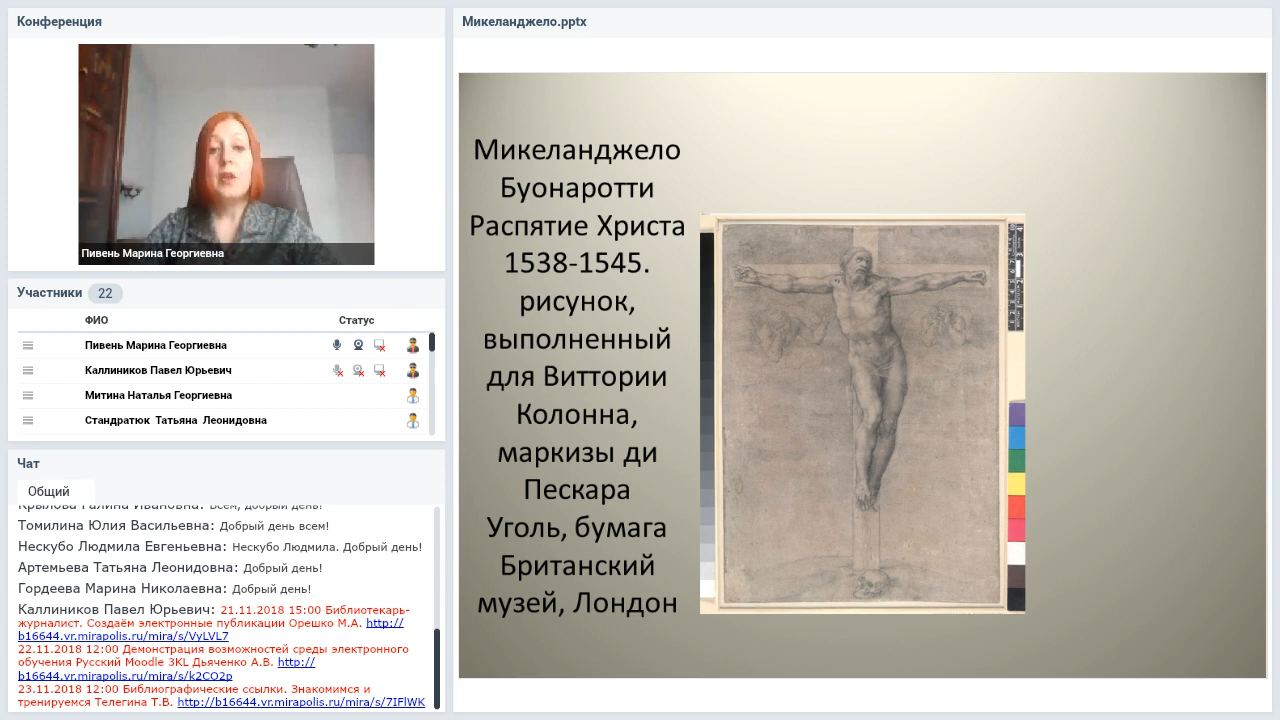 Конференция
Пивень Марина Георгиевна
Участники 22
ФИО Статус
Пивень Марина Георгиевна
Каллиников Павел Юрьевич
Митина Наталья Георгиевна
Стандратюк Татьяна Леонидовна
Чат
Общий
Крылова Галина Ивановна: Всем, добрый день!
Томилина Юлия Васильевна: Добрый день всем!
Нескубо Людмила Евгеньевна: Нескубо Людмила. Добрый день!
Артемьева Татьяна Леонидовна: Добрый день!
Гордеева Марина Николаевна: Добрый день!
Каллиников Павел Юрьевич: 21.11.2018 15:00 Библиотекарь-
журналист. Создаём электронные публикации Орешко М.А. http://
b16644.vr.mirapolis.ru/mira/s/VyLVL7
22.11.2018 12:00 Демонстрация возможностей среды электронного
обучения Русский Moodle 3KL Дьяченко А.В. http://
b16644.vr.mirapolis.ru/mira/s/k2CO2p
23.11.2018 12:00 Библиографические ссылки. Знакомимся и
тренируемся Телегина Т.В. http://b16644.vr.mirapolis.ru/mira/s/7IFlWK
Микеланджело.pptx
Микеланджело
Буонаротти
Распятие Христа
1538-1545.
рисунок,
выполненный
для Виттории
Колонна,
маркизы ди
Пескара
Уголь, бумага
Британский
музей, Лондон